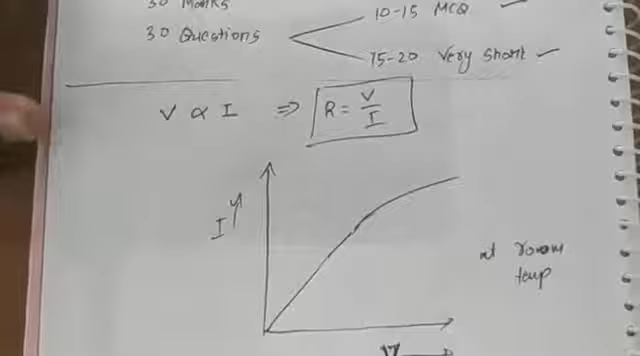 30 Marks
10-15 MCQ
30 Questions
15-20 Very Short
V ∝ I ⇒ R = V/I
I
at room
temp
V